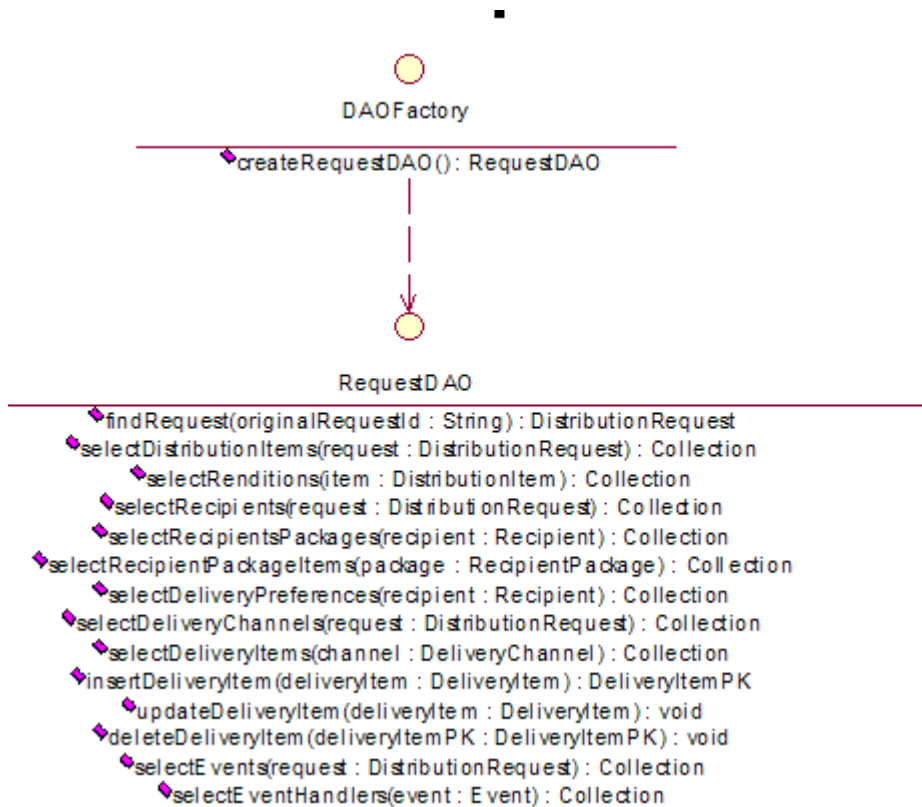 DAOFactory
createRequestDAO() : RequestDAO
RequestDAO
findRequest(originalRequestId : String) : DistributionRequest
selectDistributionItems(request : DistributionRequest) : Collection
selectRenditions(item : DistributionItem) : Collection
selectRecipients(request : DistributionRequest) : Collection
selectRecipientsPackages(recipient : Recipient) : Collection
selectRecipientPackageItems(package : RecipientPackage) : Collection
selectDeliveryPreferences(recipient : Recipient) : Collection
selectDeliveryChannels(request : DistributionRequest) : Collection
selectDeliveryItems(channel : DeliveryChannel) : Collection
insertDeliveryItem(deliveryItem : DeliveryItem) : DeliveryItemPK
updateDeliveryItem(deliveryItem : DeliveryItem) : void
deleteDeliveryItem(deliveryItemPK : DeliveryItemPK) : void
selectEvents(request : DistributionRequest) : Collection
selectEventHandlers(event : Event) : Collection